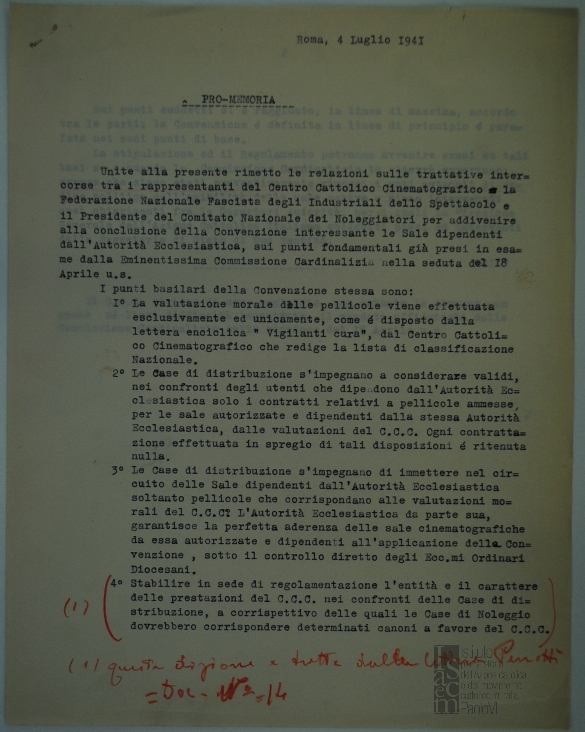 Roma, 4 Luglio 1941
PRO-MEMORIA
Unite alla presente rimetto le relazioni sulle trattative inter=
corse tra i rappresentanti del Centro Cattolico Cinematografico e la
Federazione Nazionale Fascista degli Industriali dello Spettacolo e
il Presidente del Comitato Nazionale dei Noleggiatori per addivenire
alla conclusione della Convenzione interessante le Sale dipendenti
dall'Autorità Ecclesiastica, sui punti fondamentali già presi in esa=
me dalla Eminentissima Commissione Cardinalizia nella seduta del 18
Aprile u.s.
I punti basilari della Convenzione stessa sono:
1° La valutazione morale delle pellicole viene effettuata
esclusivamente ed unicamente, come é disposto dalla
lettera enciclica " Vigilanti cura", dal Centro Cattoli=
co Cinematografico che redige la lista di classificazione
Nazionale.
2° Le Case di distribuzione s'impegnano a considerare validi,
nei confronti degli utenti che dipendono dall'Autorità Ec=
clesiastica solo i contratti relativi a pellicole ammesse,
per le sale autorizzate e dipendenti dalla stessa Autorità
Ecclesiastica, dalle valutazioni del C.C.C. Ogni contratta=
zione effettuata in spregio di tali disposizioni é ritenuta
nulla.
3° Le Case di distribuzione s'impegnano di immettere nel cir=
cuito delle Sale dipendenti dall'Autorità Ecclesiastica
soltanto pellicole che corrispondano alle valutazioni mo=
rali del C.C.C. L'Autorità Ecclesiastica da parte sua,
garantisce la perfetta aderenza delle sale cinematografiche
da essa autorizzate e dipendenti all'applicazione della Con=
venzione , sotto il controllo diretto degli Ecc.mi Ordinari
Diocesani.
4° Stabilire in sede di regolamentazione l'entità e il carattere
delle prestazioni del C.C.C. nei confronti delle Case di di=
stribuzione, a corrispettivo delle quali le Case di Noleggio
dovrebbero corrispondere determinati canoni a favore del C.C.C.
(1)
(1) questa dizione è tratta dalla
= Doc - N° = 14